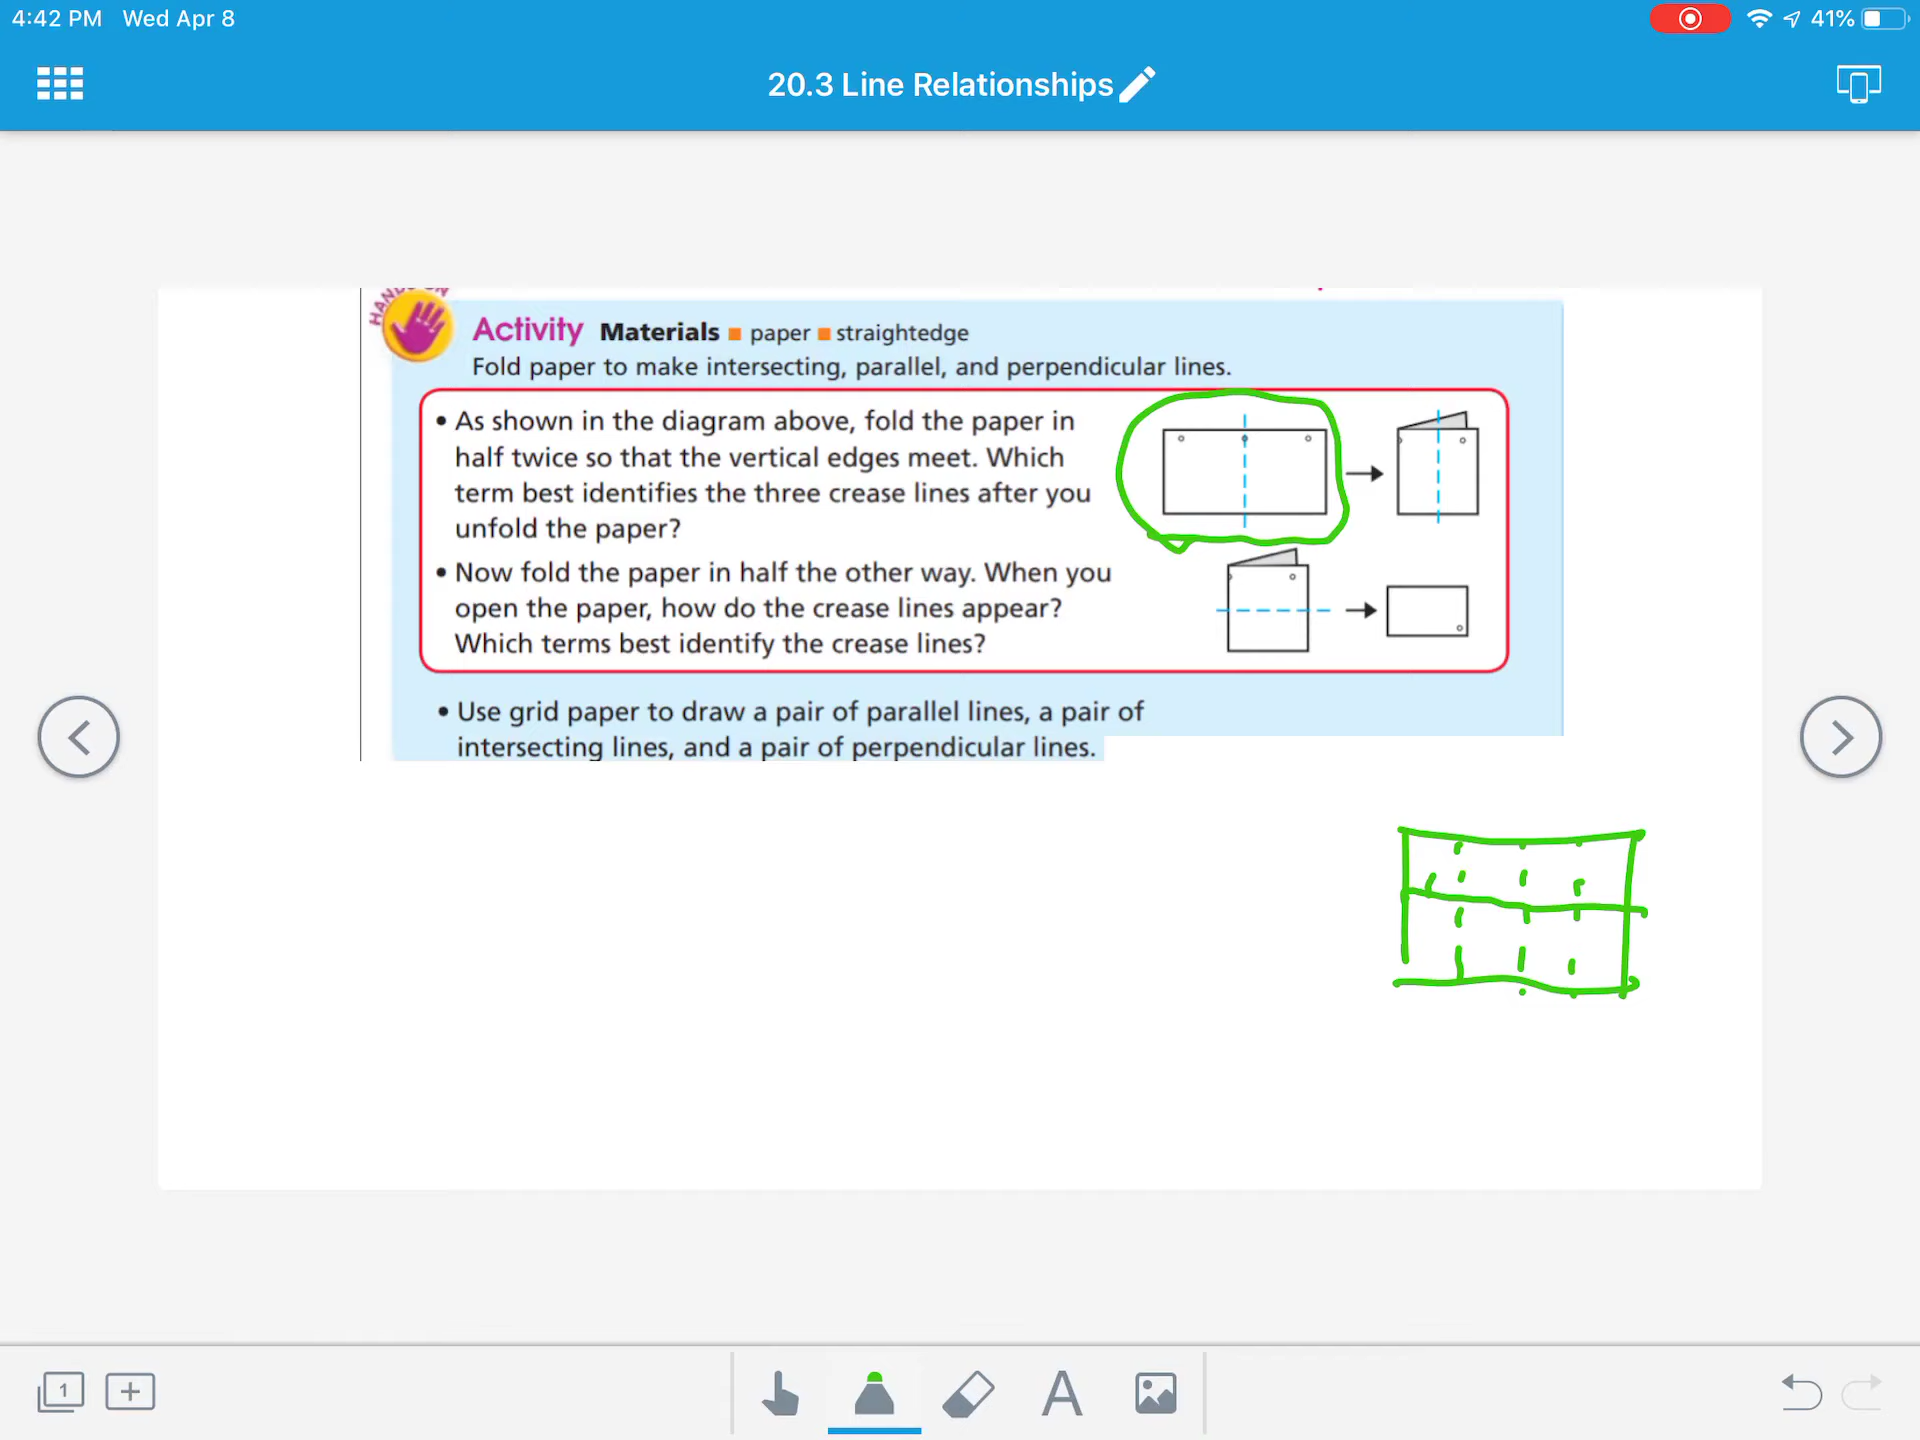 4:42 PM Wed Apr 8
41%
20.3 Line Relationships
Activity Materials ■ paper ■ straightedge
Fold paper to make intersecting, parallel, and perpendicular lines.
• As shown in the diagram above, fold the paper in
half twice so that the vertical edges meet. Which
term best identifies the three crease lines after you
unfold the paper?
• Now fold the paper in half the other way. When you
open the paper, how do the crease lines appear?
Which terms best identify the crease lines?
• Use grid paper to draw a pair of parallel lines, a pair of
intersecting lines, and a pair of perpendicular lines.
1
A